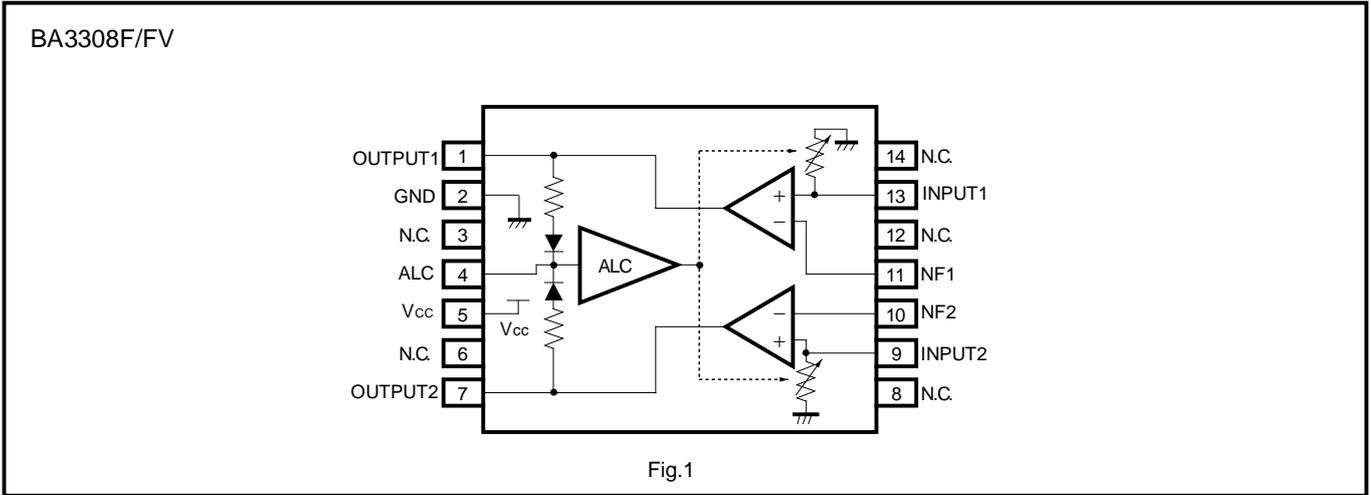 BA3308F/FV
OUTPUT1 1
GND 2
N.C. 3
ALC 4
Vcc 5
N.C. 6
OUTPUT2 7
Vcc
ALC
+
−
−
+
14 N.C.
13 INPUT1
12 N.C.
11 NF1
10 NF2
9 INPUT2
8 N.C.
Fig.1